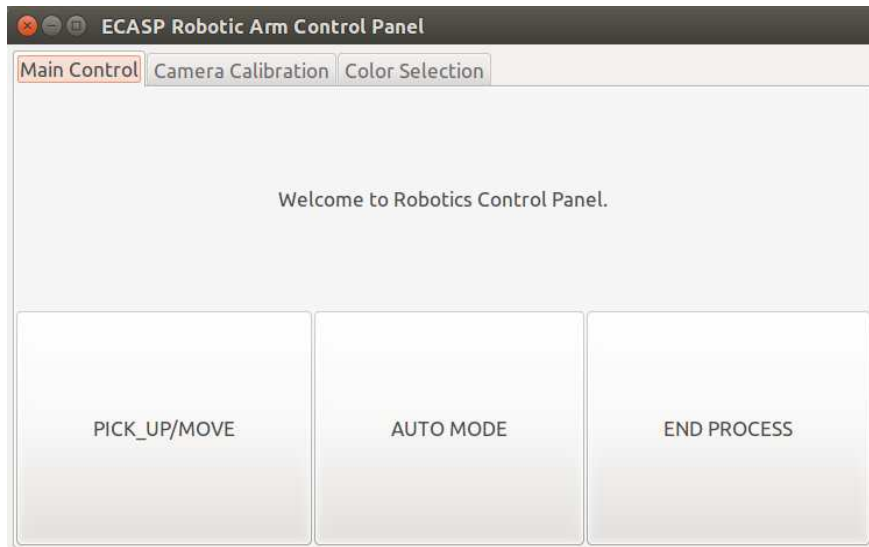 ECASP Robotic Arm Control Panel
Main Control Camera Calibration Color Selection
Welcome to Robotics Control Panel.
PICK_UP/MOVE AUTO MODE END PROCESS